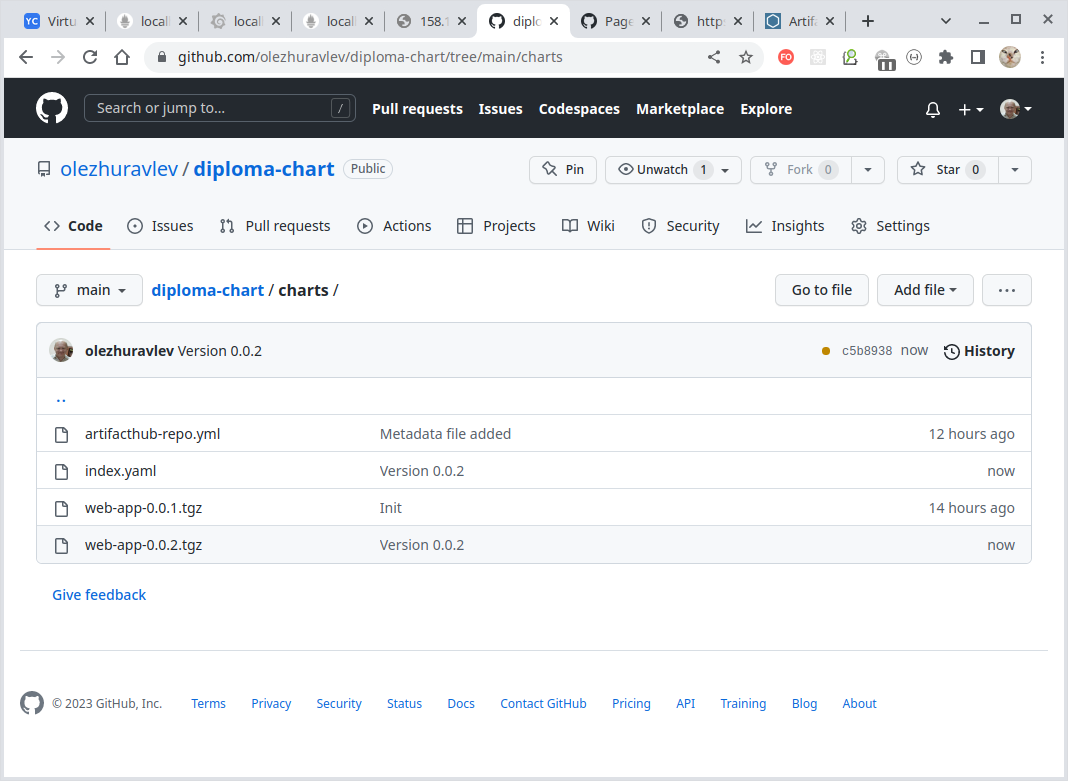 YC Virtu locall locall locall 158.1 diplo Page http: Artifa
github.com/olezhuravlev/diploma-chart/tree/main/charts FO
Search or jump to... / Pull requests Issues Codespaces Marketplace Explore
olezhuravlev / diploma-chart Public Pin Unwatch 1 Fork 0 Star 0
Code Issues Pull requests Actions Projects Wiki Security Insights Settings
main diploma-chart / charts / Go to file Add file ...
olezhuravlev Version 0.0.2 c5b8938 now History
..
artifacthub-repo.yml Metadata file added 12 hours ago
index.yaml Version 0.0.2 now
web-app-0.0.1.tgz Init 14 hours ago
web-app-0.0.2.tgz Version 0.0.2 now
Give feedback
© 2023 GitHub, Inc. Terms Privacy Security Status Docs Contact GitHub Pricing API Training Blog About